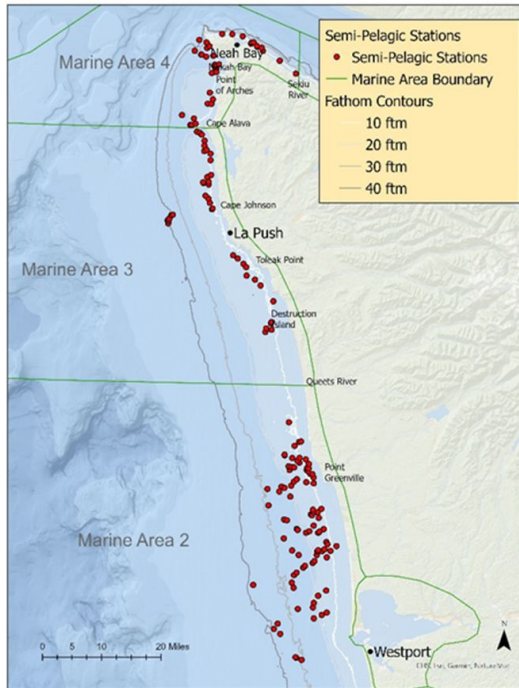 Semi-Pelagic Stations
Semi-Pelagic Stations
Marine Area Boundary
Fathom Contours
10 ftm
20 ftm
30 ftm
40 ftm
Marine Area 4
Neah Bay
Point
of Arches
Sekiu
River
Cape Alava
Cape Johnson
La Push
Toleak Point
Marine Area 3
Destruction
Island
Queets River
Point
Greenville
Marine Area 2
Westport
0 5 10 20 Miles
N